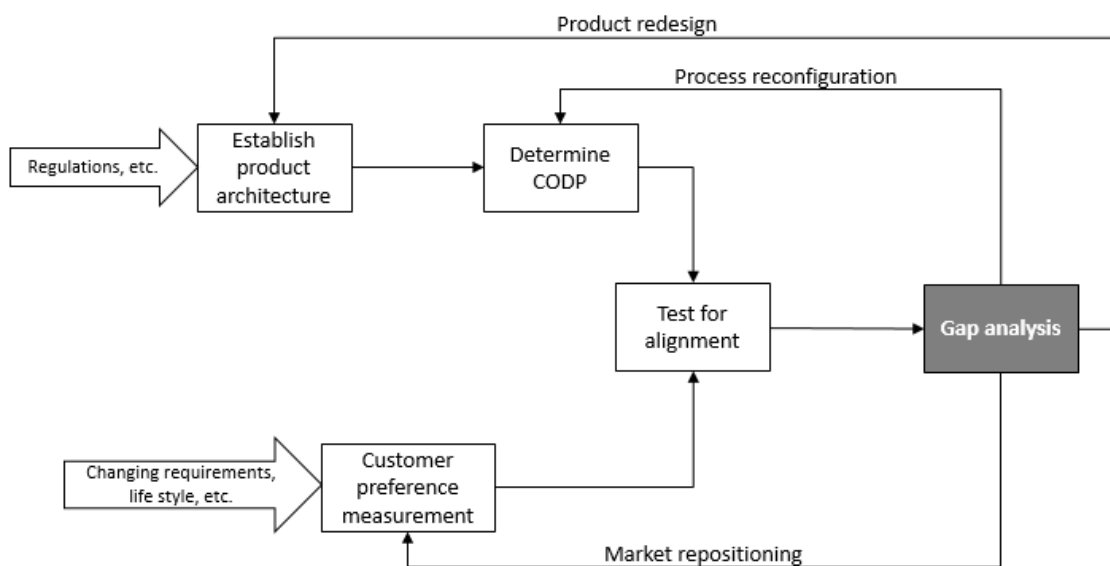 Product redesign
Process reconfiguration
Regulations, etc.
Establish
product
architecture
Determine
CODP
Test for
alignment
Gap analysis
Changing requirements,
life style, etc.
Customer
preference
measurement
Market repositioning